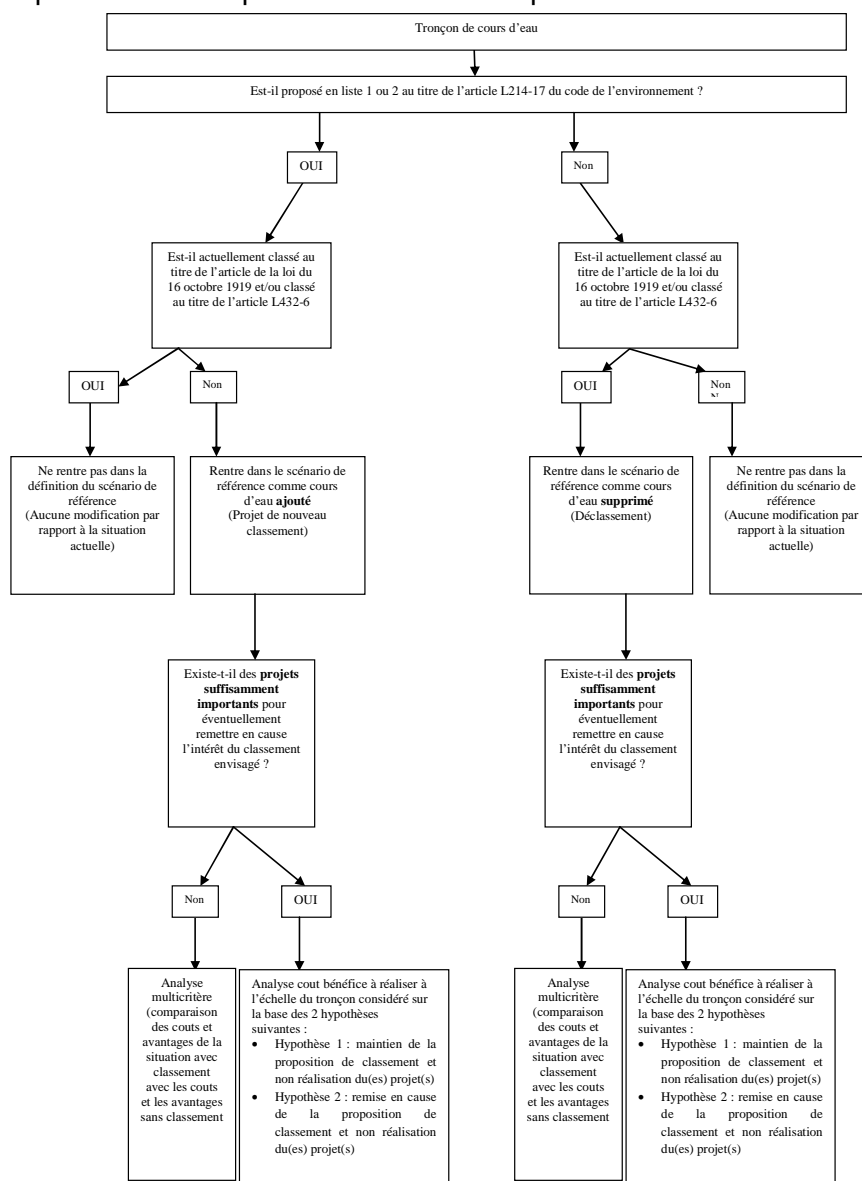 Tronçon de cours d'eau
Est-il proposé en liste 1 ou 2 au titre de l'article L214-17 du code de l'environnement ?
OUI
Non
Est-il actuellement classé au
titre de l'article de la loi du
16 octobre 1919 et/ou classé
au titre de l'article L432-6
Est-il actuellement classé au
titre de l'article de la loi du
16 octobre 1919 et/ou classé
au titre de l'article L432-6
OUI
Non
OUI
Non
Ne rentre pas dans la
définition du scénario de
référence
(Aucune modification par
rapport à la situation
actuelle)
Rentre dans le scénario de
référence comme cours
d'eau ajouté
(Projet de nouveau
classement)
Rentre dans le scénario de
référence comme cours
d'eau supprimé
(Déclassement)
Ne rentre pas dans la
définition du scénario de
référence
(Aucune modification par
rapport à la situation
actuelle)
Existe-t-il des projets
suffisamment
importants pour
éventuellement
remettre en cause
l'intérêt du classement
envisagé ?
Existe-t-il des projets
suffisamment
importants pour
éventuellement
remettre en cause
l'intérêt du classement
envisagé ?
Non
OUI
Non
OUI
Analyse
multicritère
(comparaison
des couts et
avantages de la
situation avec
classement
avec les couts
et les avantages
sans classement
Analyse cout bénéfice à réaliser à
l'échelle du tronçon considéré sur
la base des 2 hypothèses
suivantes :
• Hypothèse 1 : maintien de la
proposition de classement et
non réalisation du(es) projet(s)
• Hypothèse 2 : remise en cause
de la proposition de
classement et non réalisation
du(es) projet(s)
Analyse
multicritère
(comparaison
des couts et
avantages de la
situation avec
classement
avec les couts
et les avantages
sans classement
Analyse cout bénéfice à réaliser à
l'échelle du tronçon considéré sur
la base des 2 hypothèses
suivantes :
• Hypothèse 1 : maintien de la
proposition de classement et
non réalisation du(es) projet(s)
• Hypothèse 2 : remise en cause
de la proposition de
classement et non réalisation
du(es) projet(s)